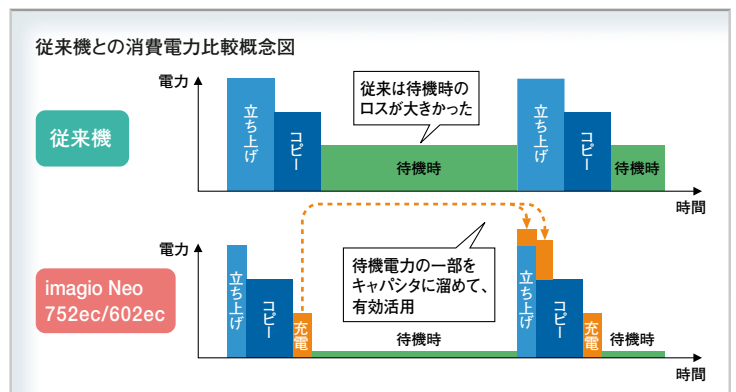 従来機との消費電力比較概念図
電力
従来は待機時の
ロスが大きかった
従来機
立ち上げ
コピー
待機時
立ち上げ
コピー
待機時
時間
電力
待機電力の一部を
キャパシタに溜めて、
有効活用
imagio Neo
752ec/602ec
立ち上げ
コピー
充電
待機時
立ち上げ
コピー
充電
待機時
時間